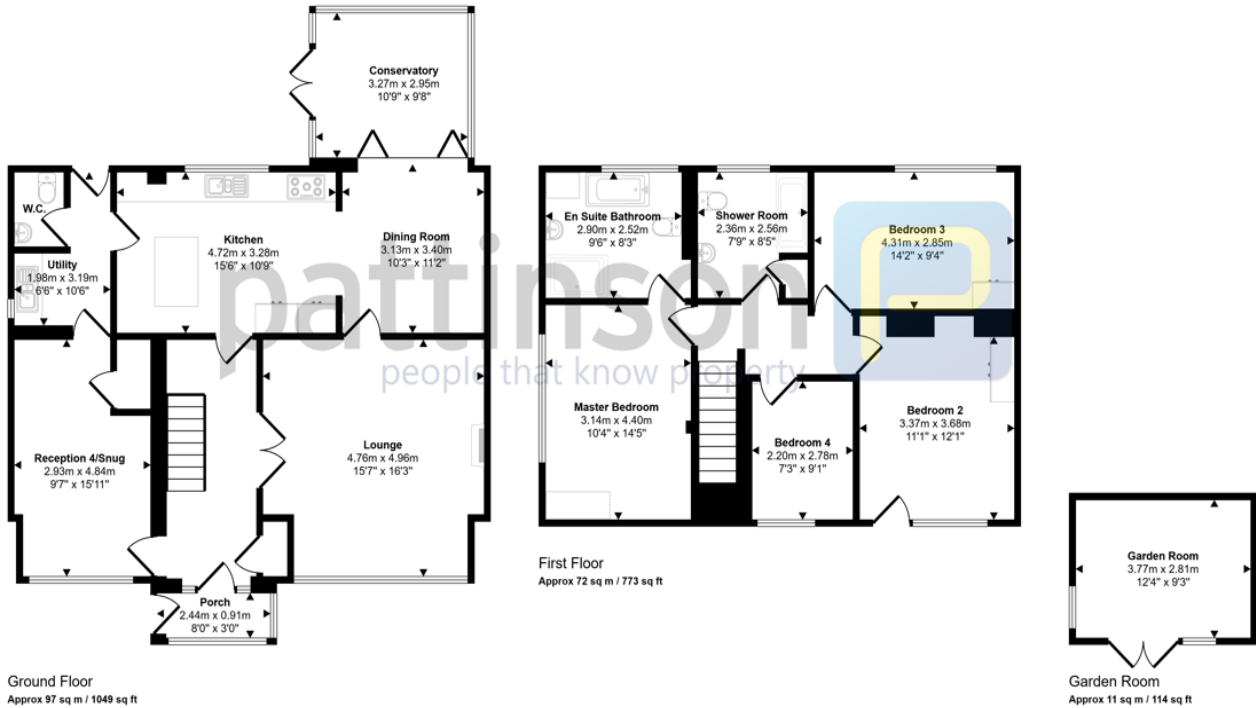 Conservatory
3.27m x 2.95m
10'9" x 9'8"
W.C.
Kitchen
4.72m x 3.28m
15'6" x 10'9"
Dining Room
3.13m x 3.40m
10'3" x 11'2"
Utility
1.98m x 3.19m
6'6" x 10'6"
Reception 4/Snug
2.93m x 4.84m
9'7" x 15'11"
Lounge
4.76m x 4.96m
15'7" x 16'3"
Porch
2.44m x 0.91m
8'0" x 3'0"
Ground Floor
Approx 97 sq m / 1049 sq ft
En Suite Bathroom
2.90m x 2.52m
9'6" x 8'3"
Shower Room
2.36m x 2.56m
7'9" x 8'5"
Bedroom 3
4.31m x 2.85m
14'2" x 9'4"
Master Bedroom
3.14m x 4.40m
10'4" x 14'5"
Bedroom 4
2.20m x 2.78m
7'3" x 9'1"
Bedroom 2
3.37m x 3.68m
11'1" x 12'1"
First Floor
Approx 72 sq m / 773 sq ft
Garden Room
3.77m x 2.81m
12'4" x 9'3"
Garden Room
Approx 11 sq m / 114 sq ft
pattinson
people that know property